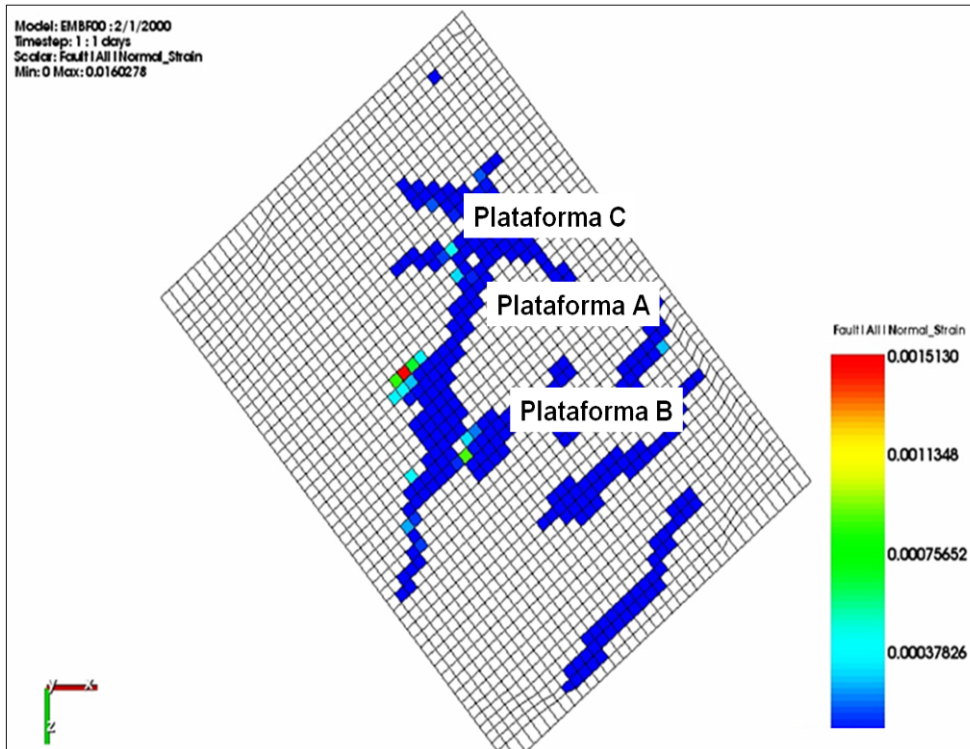 Model: EMBF00 : 2/1/2000
Timestep: 1 : 1 days
Scalar: Fault|All|Normal_Strain
Min: 0 Max: 0.0160278
Plataforma C
Plataforma A
Plataforma B
Fault|All|Normal_Strain
0.0015130
0.0011348
0.00075652
0.00037826
y x
z